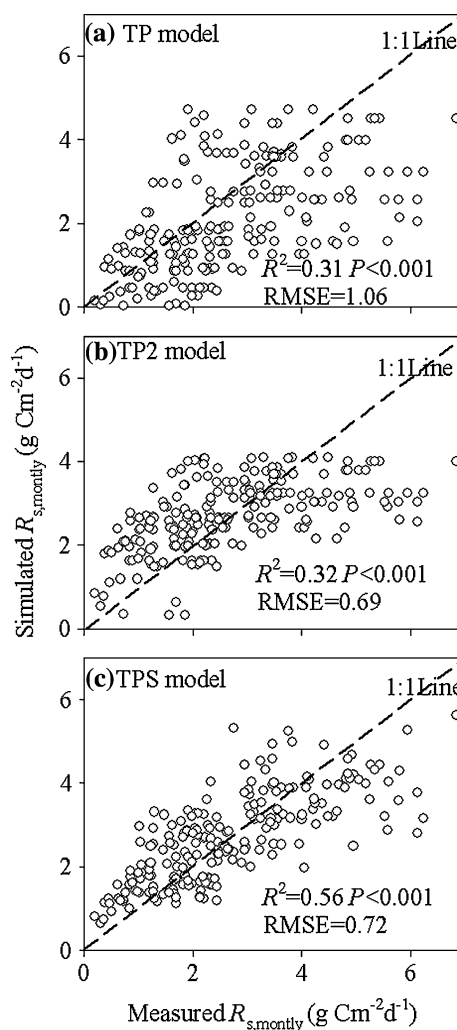 (a) TP model
1:1Line
6
4
2
0
R²=0.31 P<0.001
RMSE=1.06
(b) TP2 model
1:1Line
6
4
2
0
R²=0.32 P<0.001
RMSE=0.69
Simulated Rs,montly (g Cm⁻²d⁻¹)
(c) TPS model
1:1Line
6
4
2
0
R²=0.56 P<0.001
RMSE=0.72
0 2 4 6
Measured Rs,montly (g Cm⁻²d⁻¹)